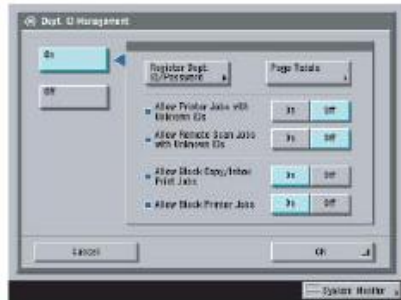 Dept. ID Management
On
Off
Register Dept. ID/Password
Page Totals
Allow Printer Jobs with
Unknown IDs
On Off
Allow Remote Scan Jobs
with Unknown IDs
On Off
Allow Black Copy/Inbox
Print Jobs
On Off
Allow Black Printer Jobs
On Off
Cancel
OK
System Monitor